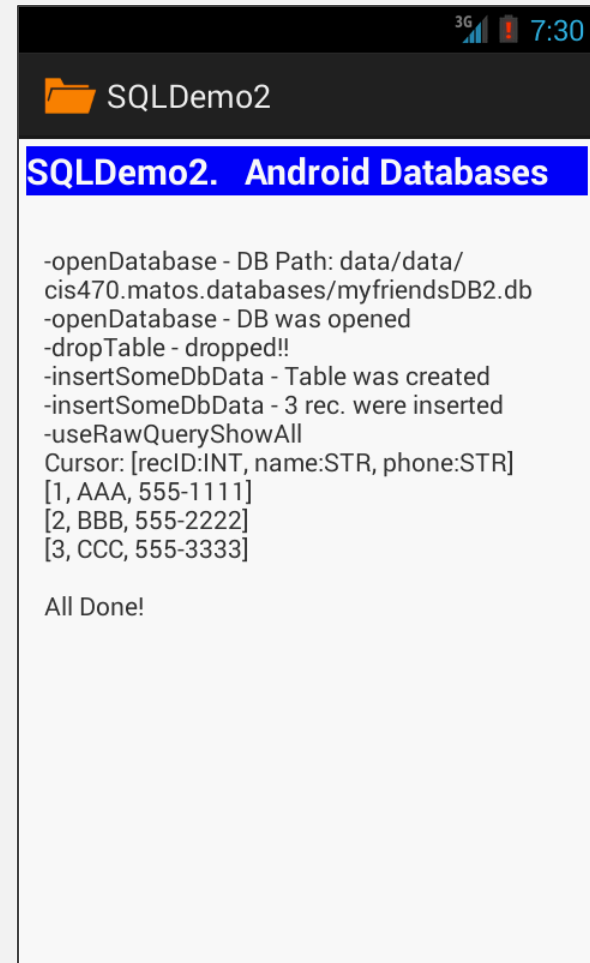 3G 7:30
SQLDemo2
SQLDemo2. Android Databases
-openDatabase - DB Path: data/data/
cis470.matos.databases/myfriendsDB2.db
-openDatabase - DB was opened
-dropTable - dropped!!
-insertSomeDbData - Table was created
-insertSomeDbData - 3 rec. were inserted
-useRawQueryShowAll
Cursor: [recID:INT, name:STR, phone:STR]
[1, AAA, 555-1111]
[2, BBB, 555-2222]
[3, CCC, 555-3333]
All Done!